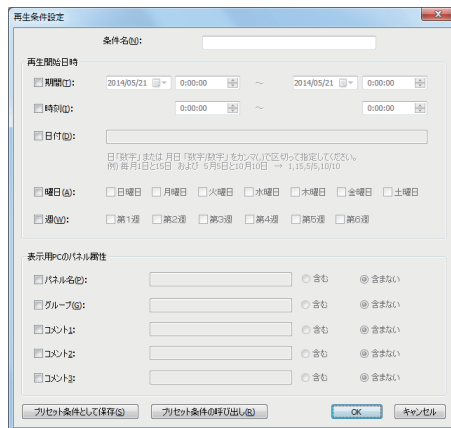 再生条件設定
条件名(N):
再生開始日時
期間(T): 2014/05/21 0:00:00 ～ 2014/05/21 0:00:00
時刻(I): 0:00:00 ～ 0:00:00
日付(D):
日「数字」または 月日「数字/数字」をカンマ(,)で区切って指定してください。
例) 毎月1日と15日 および 5月5日と10月10日 → 1,15,5/5,10/10
曜日(A): 日曜日 月曜日 火曜日 水曜日 木曜日 金曜日 土曜日
週(W): 第1週 第2週 第3週 第4週 第5週 第6週
表示用PCのパネル属性
パネル名(P): 含む 含まない
グループ(G): 含む 含まない
コメント1: 含む 含まない
コメント2: 含む 含まない
コメント3: 含む 含まない
プリセット条件として保存(S) プリセット条件の呼び出し(R) OK キャンセル